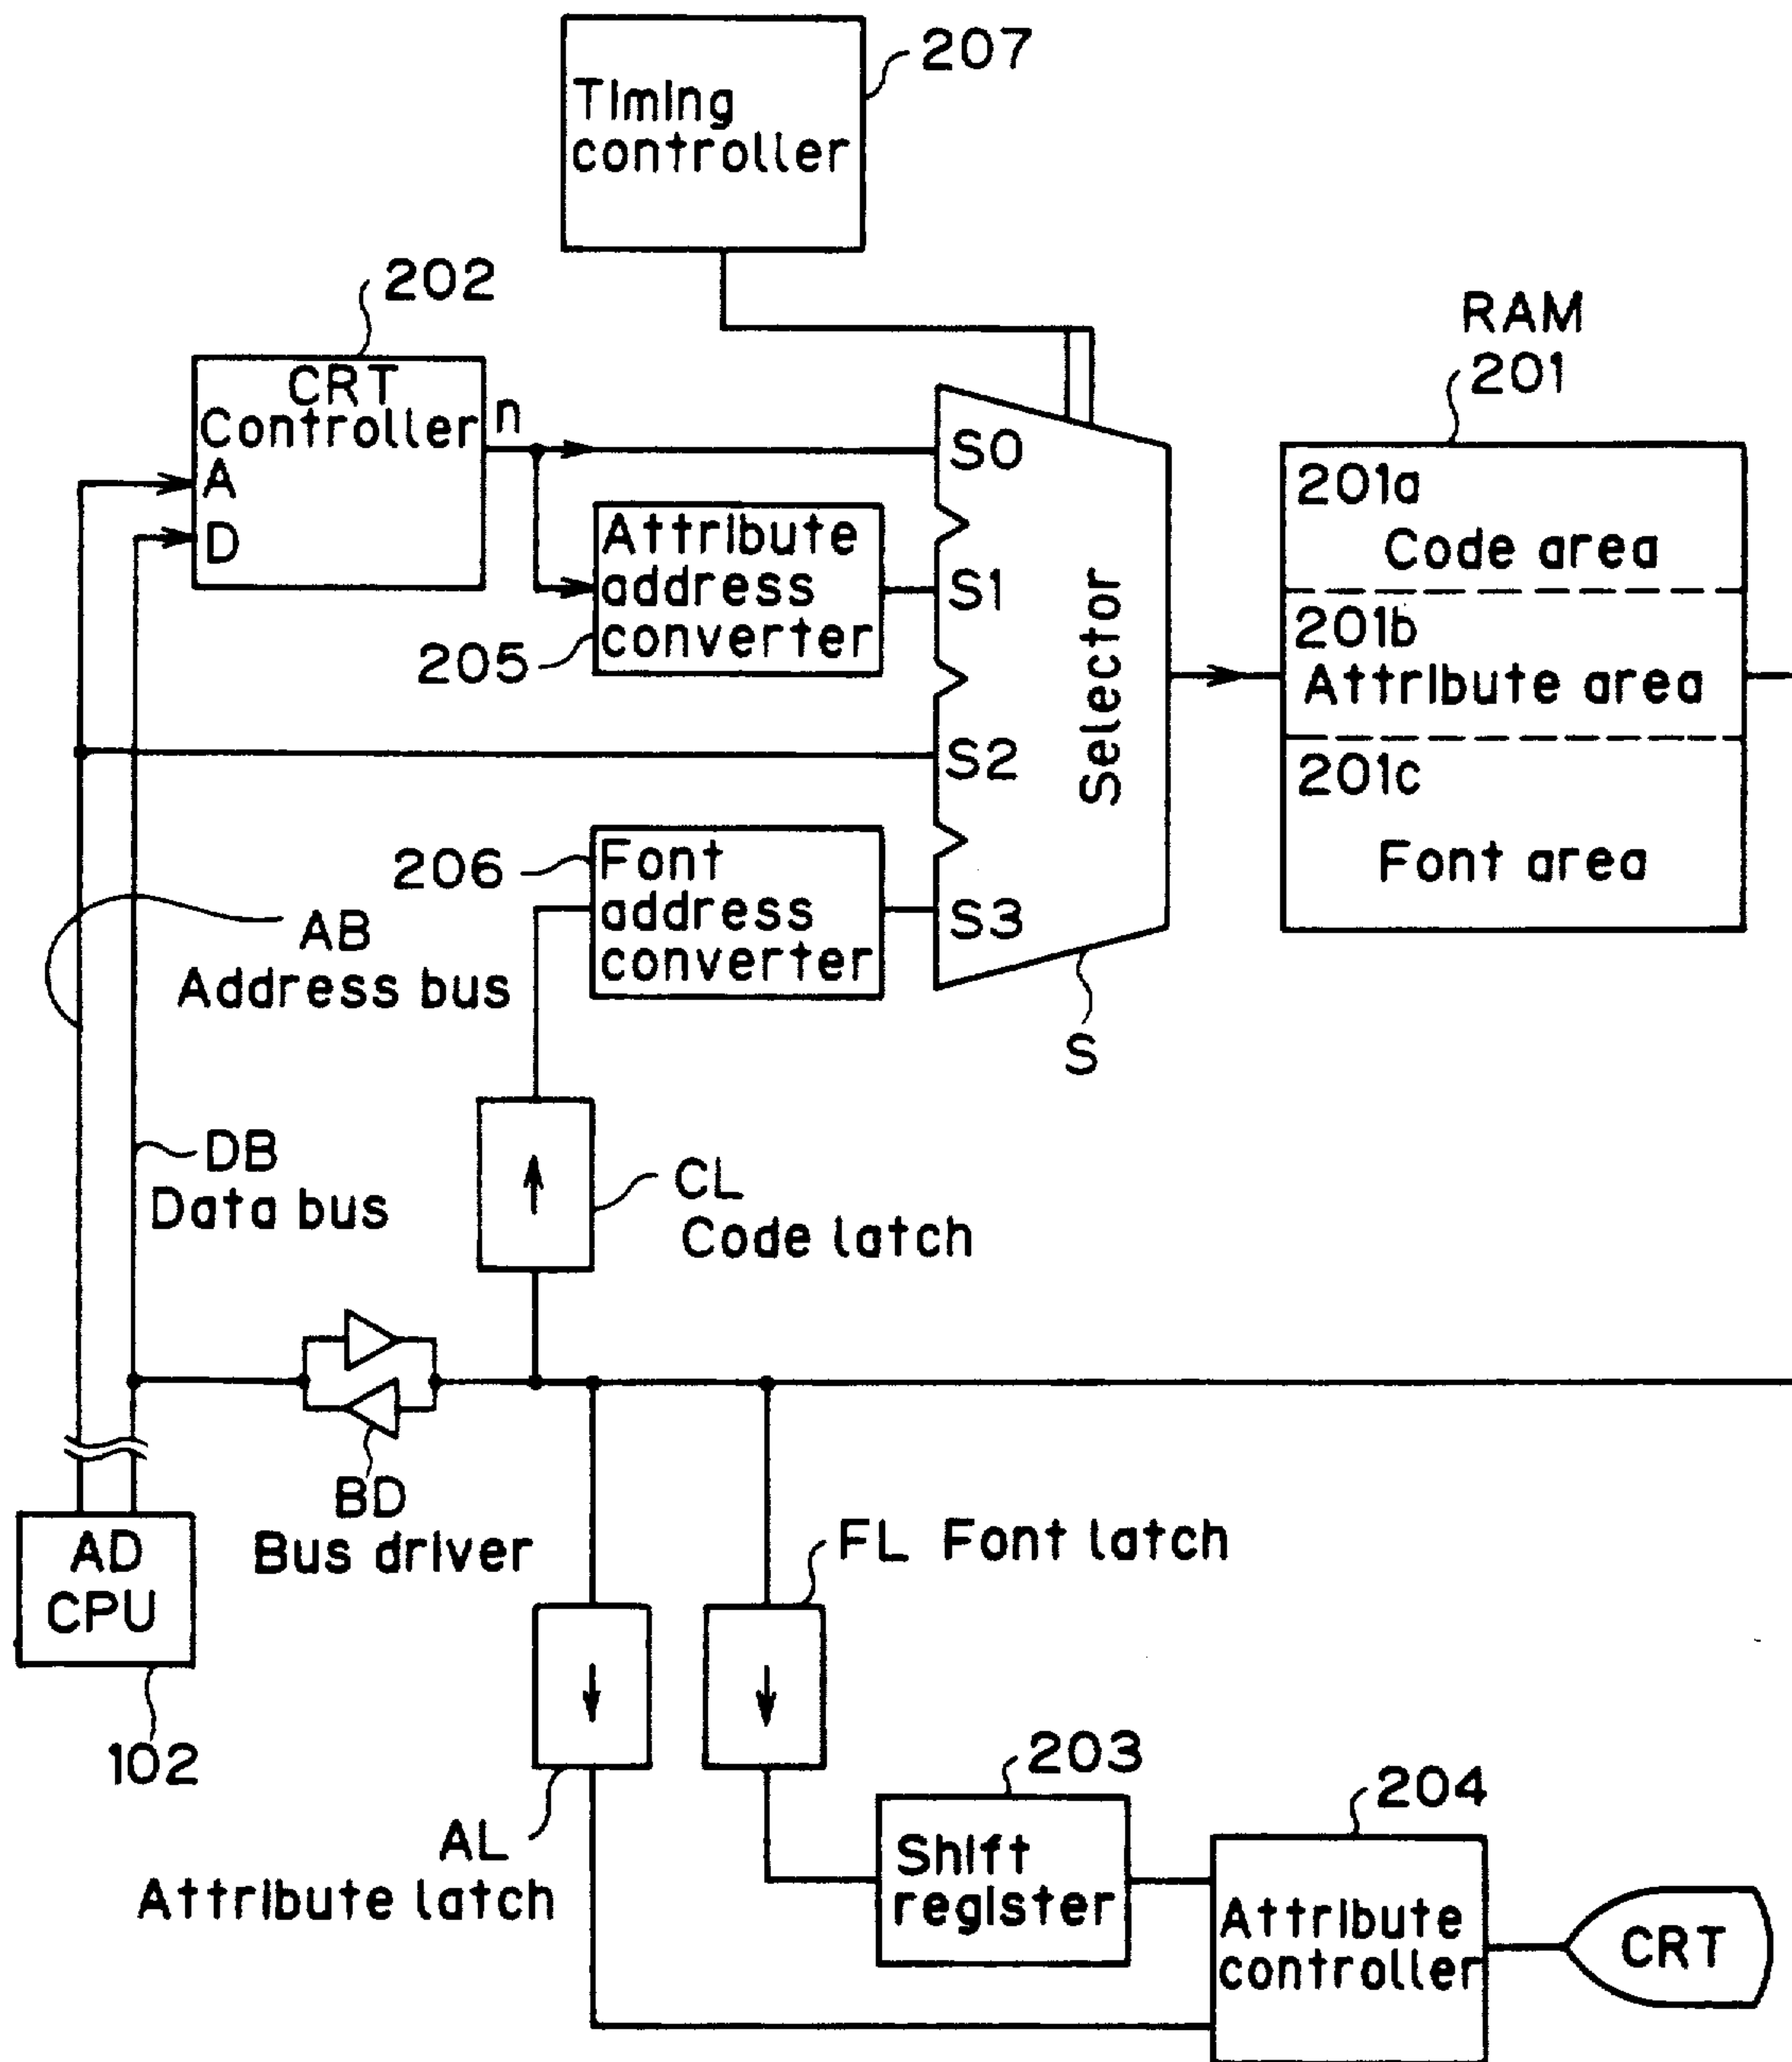 207
Timing
controller
202
CRT
Controller
n
A
D
RAM
201
S0
201a
Code area
Attribute
address
converter
205
S1
201b
Attribute area
Selector
S2
201c
Font area
206
Font
address
converter
S3
AB
Address bus
S
DB
Data bus
CL
Code latch
BD
Bus driver
AD
CPU
102
FL Font latch
AL
Attribute latch
203
Shift
register
204
Attribute
controller
CRT